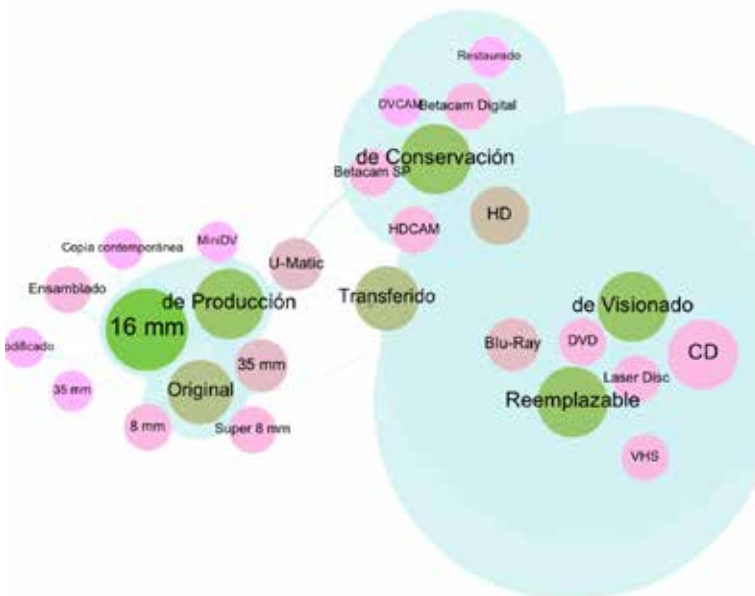 Restaurado
DVCAM
Betacam Digital
de Conservación
Betacam SP
HD
HDCAM
MiniDV
Copia contemporánea
U-Matic
Ensamblado
de Producción
Transferido
16 mm
de Visionado
odificado
Blu-Ray
DVD
CD
35 mm
Laser Disc
35 mm
Original
Reemplazable
8 mm
Super 8 mm
VHS